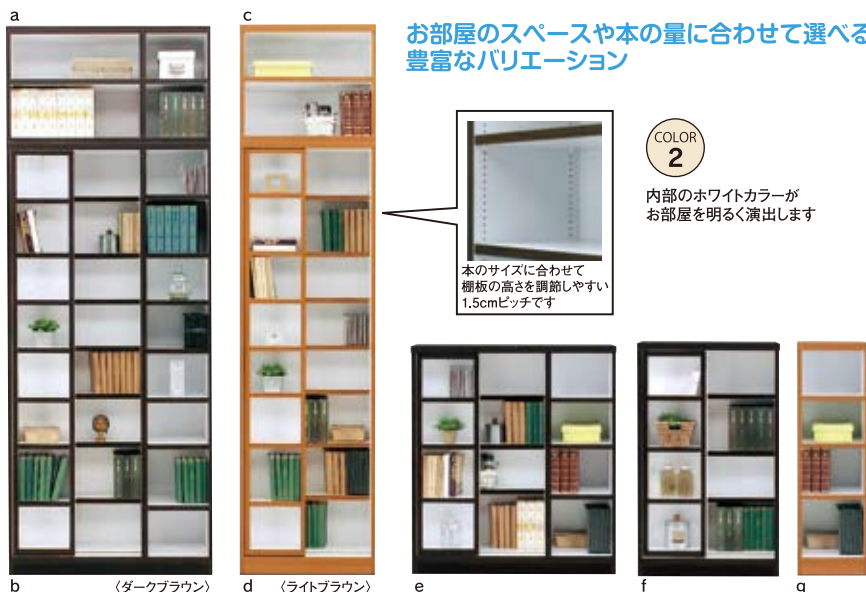 a
c
お部屋のスペースや本の量に合わせて選べる
豊富なバリエーション
COLOR
2
内部のホワイトカラーが
お部屋を明るく演出します
本のサイズに合わせて
棚板の高さを調節しやすい
1.5cmピッチです
b
〈ダークブラウン〉
d
〈ライトブラウン〉
e
f
g